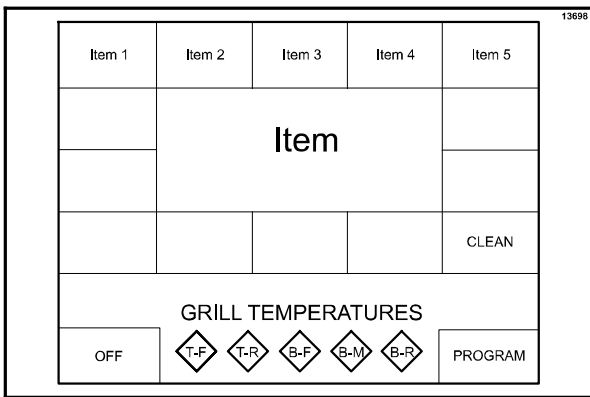 13698
Item 1 Item 2 Item 3 Item 4 Item 5
Item
CLEAN
GRILL TEMPERATURES
OFF T-F T-R B-F B-M B-R PROGRAM